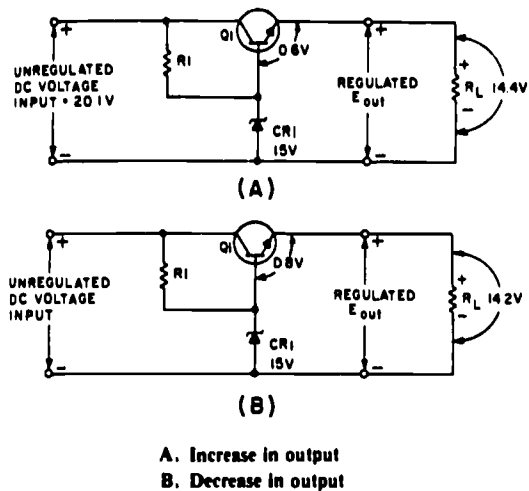 Q1
0.6V
R1
UNREGULATED
DC VOLTAGE
INPUT = 20.1V
REGULATED
Eout
RL 14.4V
CR1
15V
(A)
Q1
0.8V
R1
UNREGULATED
DC VOLTAGE
INPUT
REGULATED
Eout
RL 14.2V
CR1
15V
(B)
A. Increase in output
B. Decrease in output